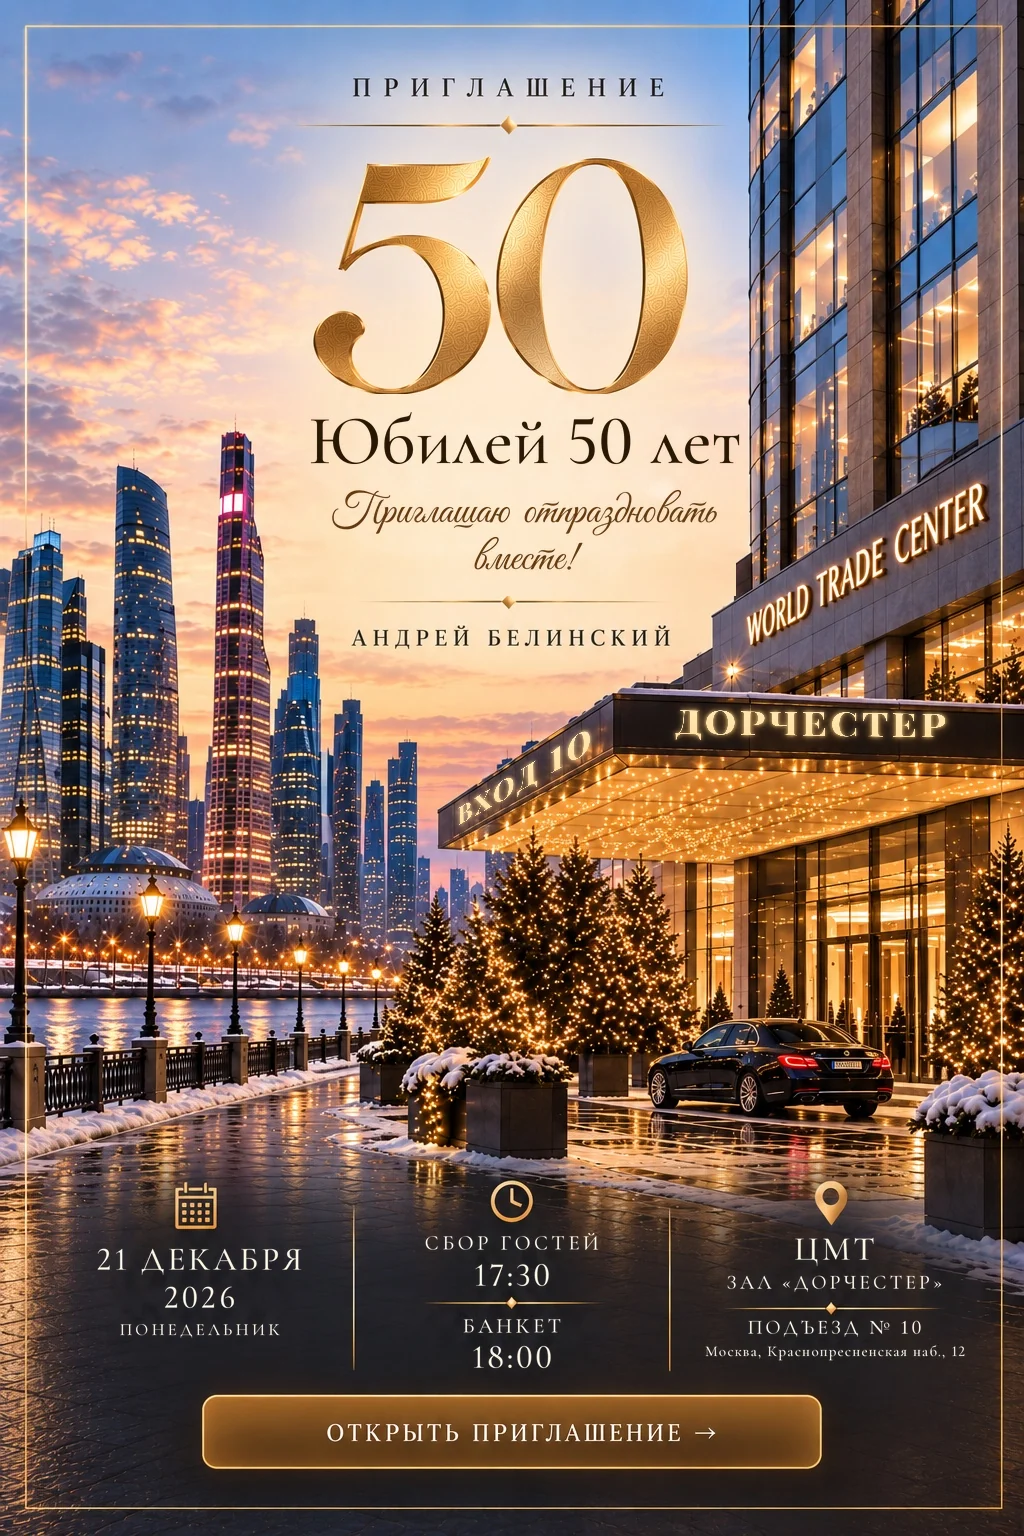 ПРИГЛАШЕНИЕ
50
Юбилей 50 лет
Приглашаю отпраздновать
вместе!
АНДРЕЙ БЕЛИНСКИЙ
WORLD TRADE CENTER
ДОРЧЕСТЕР
ВХОД 10
21 ДЕКАБРЯ
2026
ПОНЕДЕЛЬНИК
СБОР ГОСТЕЙ
17:30
БАНКЕТ
18:00
ЦМТ
ЗАЛ «ДОРЧЕСТЕР»
ПОДЪЕЗД № 10
Москва, Краснопресненская наб., 12
ОТКРЫТЬ ПРИГЛАШЕНИЕ →